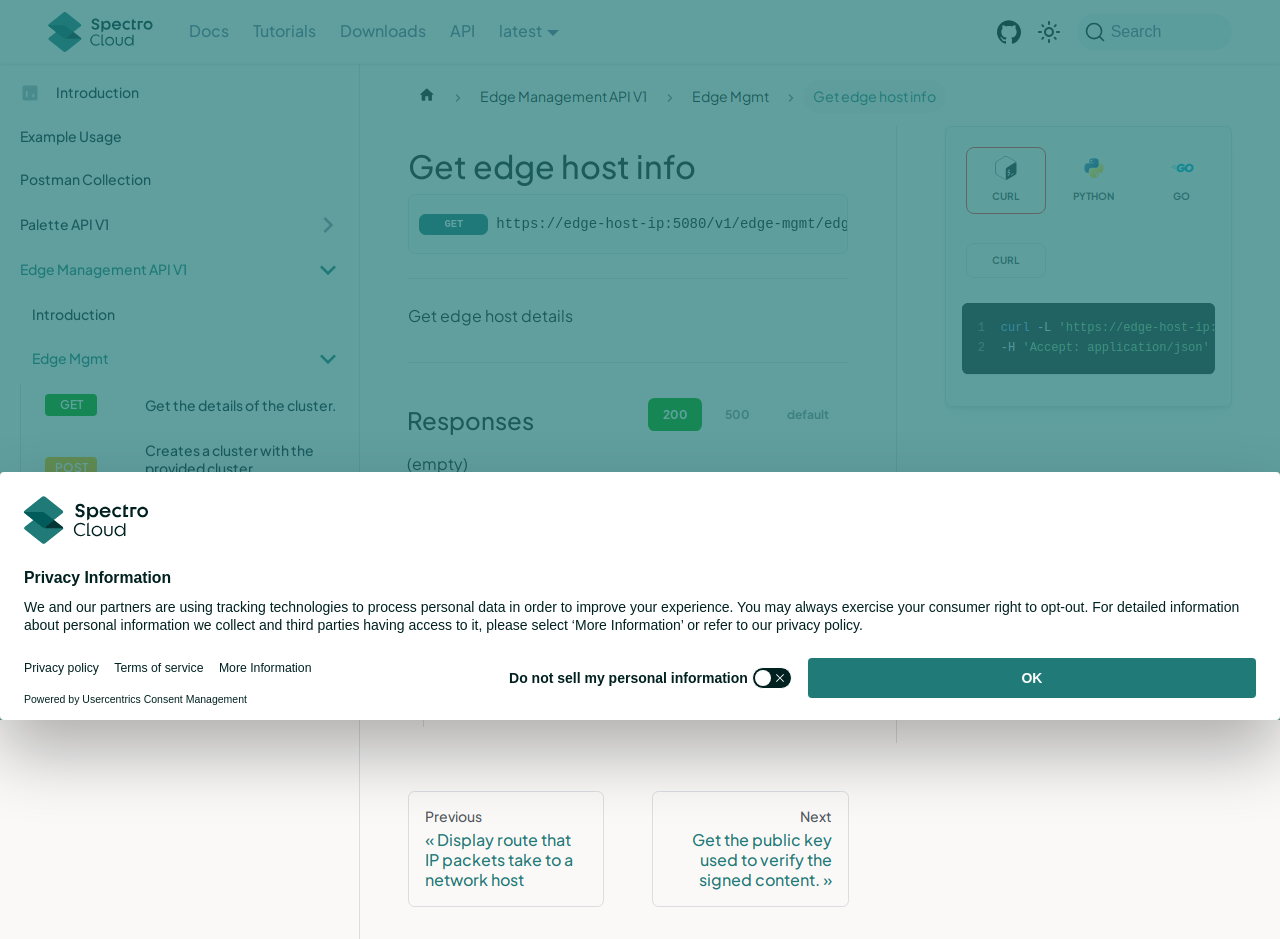 Spectro
Cloud
Docs
Tutorials
Downloads
API
latest
Search
Introduction
Example Usage
Postman Collection
Palette API V1
Edge Management API V1
Introduction
Edge Mgmt
GET
Get the details of the cluster.
POST
Creates a cluster with the
provided cluster
Edge Management API V1
Edge Mgmt
Get edge host info
Get edge host info
GET
https://edge-host-ip:5080/v1/edge-mgmt/edg
Get edge host details
Responses
200
500
default
(empty)
CURL
PYTHON
GO
CURL
1 curl -L 'https://edge-host-ip:
2 -H 'Accept: application/json'
Spectro
Cloud
Privacy Information
We and our partners are using tracking technologies to process personal data in order to improve your experience. You may always exercise your consumer right to opt-out. For detailed information
about personal information we collect and third parties having access to it, please select ‘More Information’ or refer to our privacy policy.
Privacy policy
Terms of service
More Information
Powered by Usercentrics Consent Management
Do not sell my personal information
OK
Previous
« Display route that
IP packets take to a
network host
Next
Get the public key
used to verify the
signed content. »